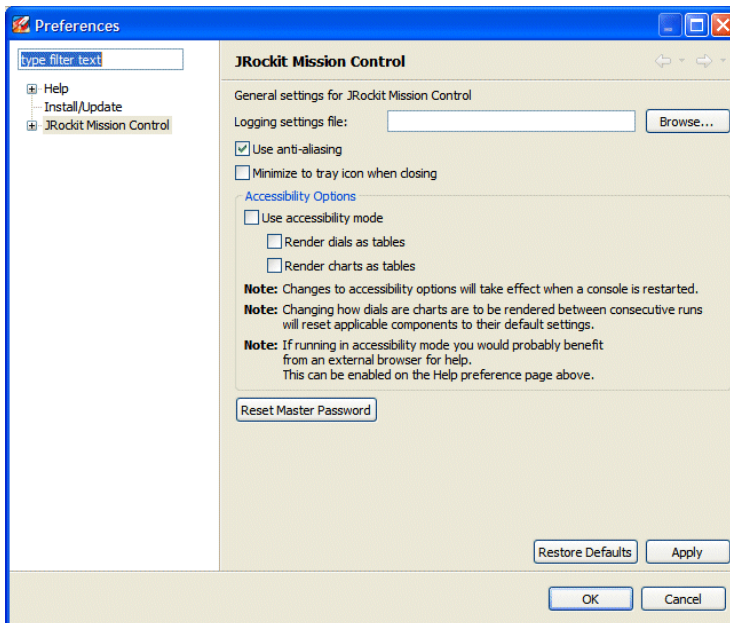 Preferences
type filter text
Help
Install/Update
JRockit Mission Control
JRockit Mission Control
General settings for JRockit Mission Control
Logging settings file:
Browse...
Use anti-aliasing
Minimize to tray icon when closing
Accessibility Options
Use accessibility mode
Render dials as tables
Render charts as tables
Note: Changes to accessibility options will take effect when a console is restarted.
Note: Changing how dials are charts are to be rendered between consecutive runs
will reset applicable components to their default settings.
Note: If running in accessibility mode you would probably benefit
from an external browser for help.
This can be enabled on the Help preference page above.
Reset Master Password
Restore Defaults
Apply
OK
Cancel